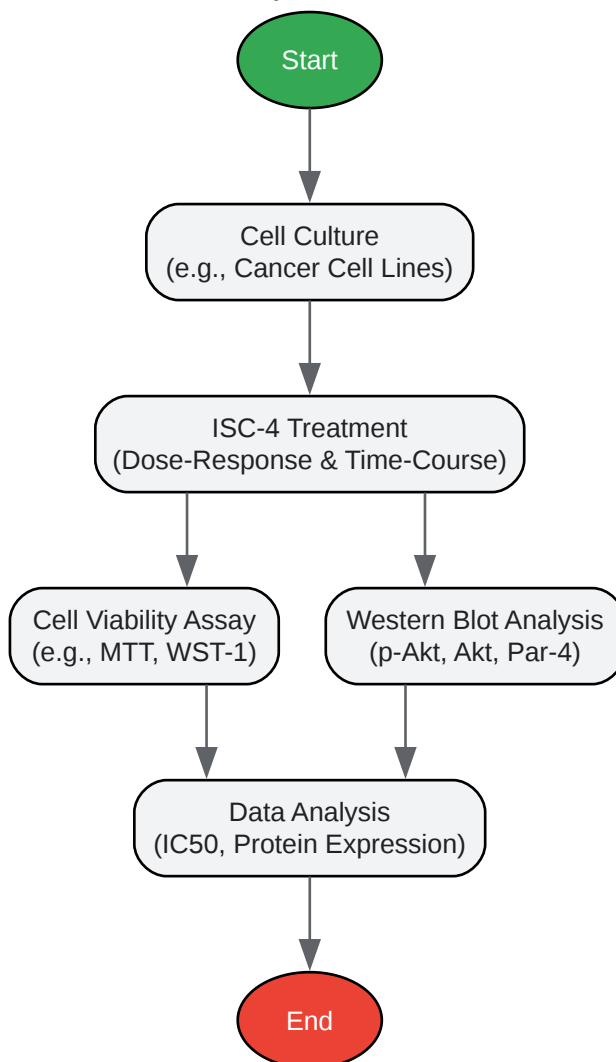 Start
Cell Culture
(e.g., Cancer Cell Lines)
ISC-4 Treatment
(Dose-Response & Time-Course)
Cell Viability Assay
(e.g., MTT, WST-1)
Western Blot Analysis
(p-Akt, Akt, Par-4)
Data Analysis
(IC50, Protein Expression)
End